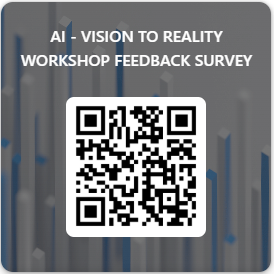 AI - VISION TO REALITY
WORKSHOP FEEDBACK SURVEY